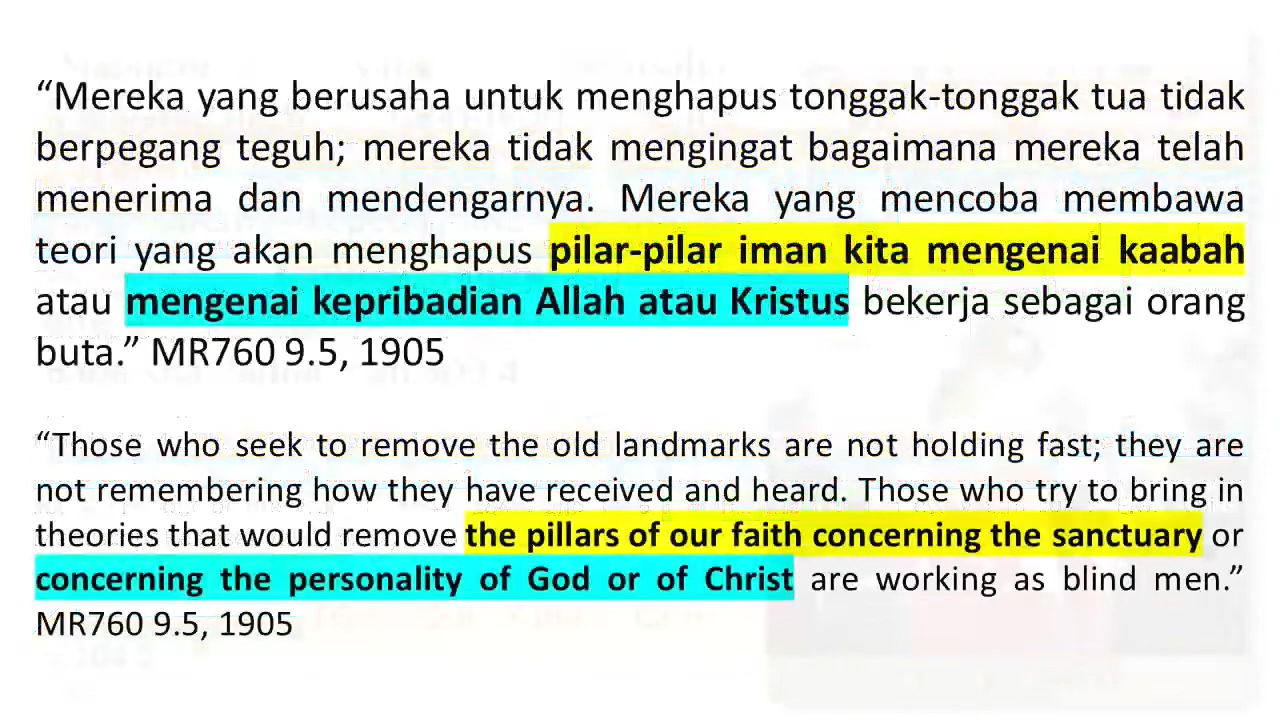 “Mereka yang berusaha untuk menghapus tonggak-tonggak tua tidak
berpegang teguh; mereka tidak mengingat bagaimana mereka telah
menerima dan mendengarnya. Mereka yang mencoba membawa
teori yang akan menghapus pilar-pilar iman kita mengenai kaabah
atau mengenai kepribadian Allah atau Kristus bekerja sebagai orang
buta.” MR760 9.5, 1905
“Those who seek to remove the old landmarks are not holding fast; they are
not remembering how they have received and heard. Those who try to bring in
theories that would remove the pillars of our faith concerning the sanctuary or
concerning the personality of God or of Christ are working as blind men.”
MR760 9.5, 1905